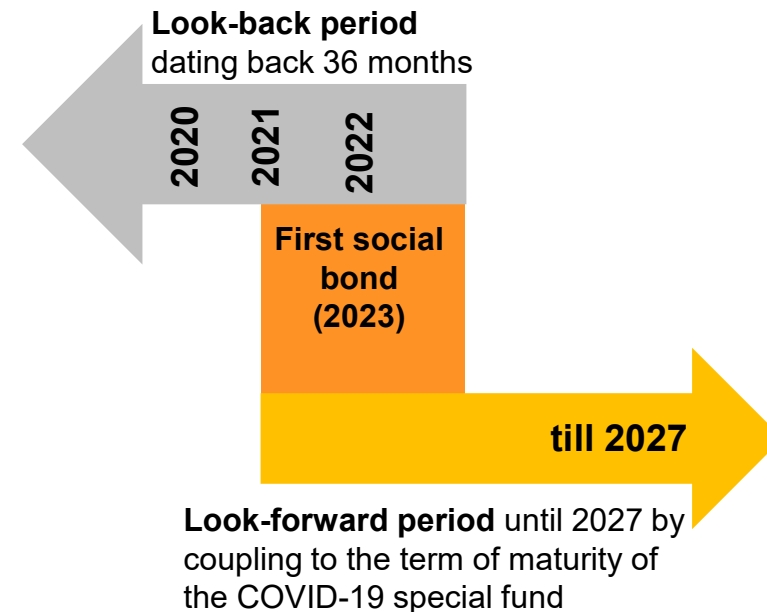 Look-back period
dating back 36 months
2020
2021
2022
First social
bond
(2023)
till 2027
Look-forward period until 2027 by
coupling to the term of maturity of
the COVID-19 special fund